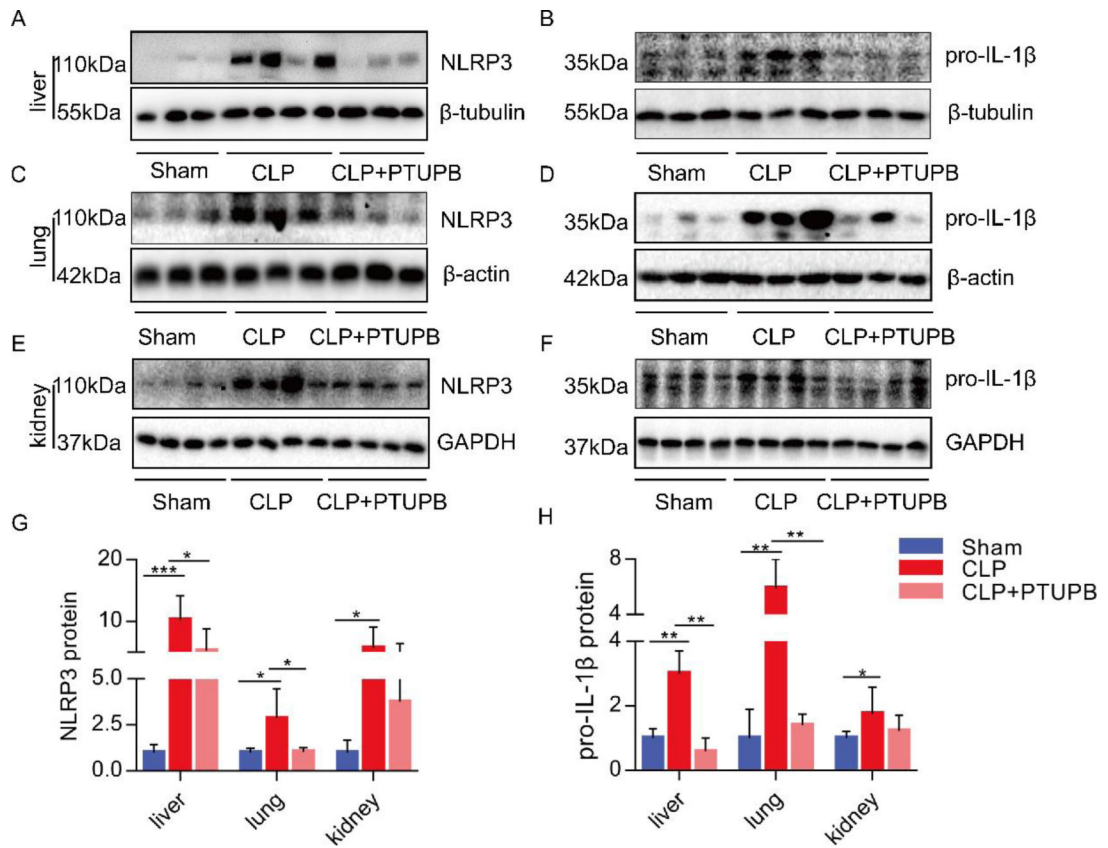 A
110kDa
NLRP3
liver
55kDa
β-tubulin
Sham
CLP
CLP+PTUPB
B
35kDa
pro-IL-1β
55kDa
β-tubulin
Sham
CLP
CLP+PTUPB
C
110kDa
NLRP3
lung
42kDa
β-actin
Sham
CLP
CLP+PTUPB
D
35kDa
pro-IL-1β
42kDa
β-actin
Sham
CLP
CLP+PTUPB
E
110kDa
NLRP3
kidney
37kDa
GAPDH
Sham
CLP
CLP+PTUPB
F
35kDa
pro-IL-1β
37kDa
GAPDH
Sham
CLP
CLP+PTUPB
G
NLRP3 protein
20
10
5.0
2.5
0.0
***
*
*
*
*
liver
lung
kidney
H
pro-IL-1β protein
8
4
4
2
0
**
**
**
**
*
liver
lung
kidney
Sham
CLP
CLP+PTUPB